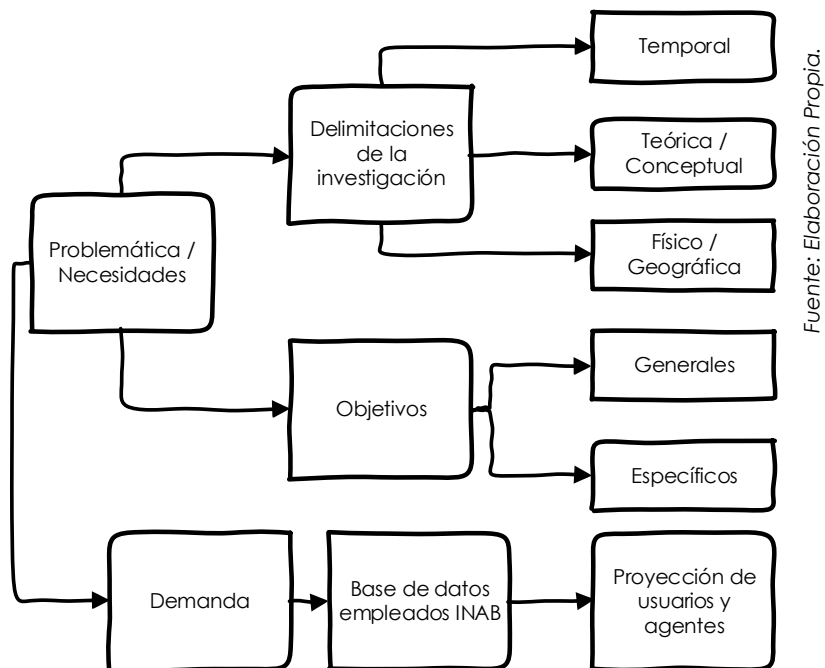 Temporal
Delimitaciones
de la
investigación
Teórica /
Conceptual
Problemática /
Necesidades
Físico /
Geográfica
Generales
Objetivos
Específicos
Demanda
Base de datos
empleados INAB
Proyección de
usuarios y
agentes
Fuente: Elaboración Propia.